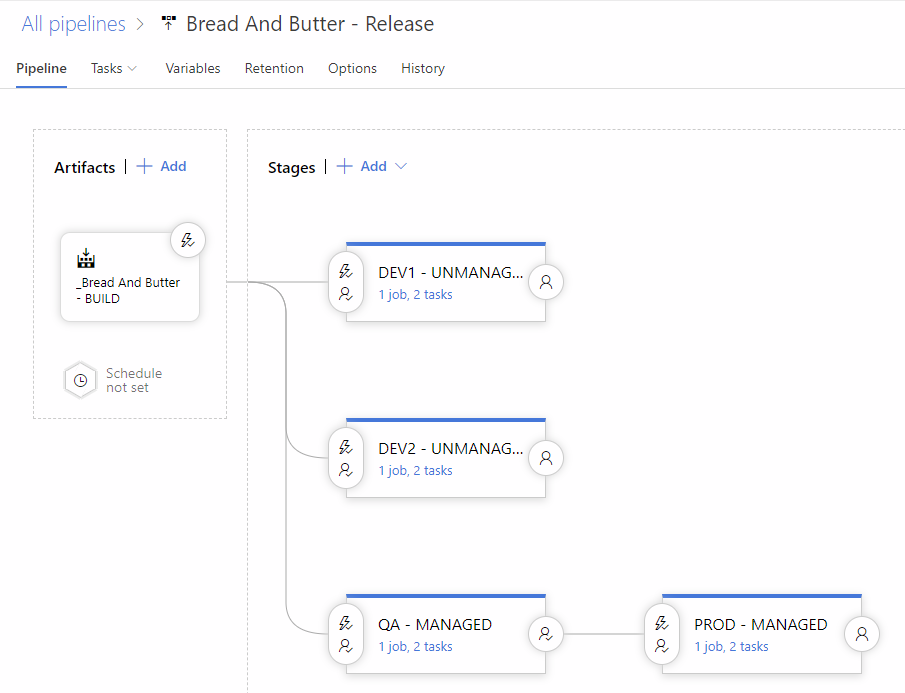 All pipelines > Bread And Butter - Release
Pipeline Tasks Variables Retention Options History
Artifacts | + Add
Stages | + Add
_Bread And Butter
- BUILD
Schedule
not set
DEV1 - UNMANAG...
1 job, 2 tasks
DEV2 - UNMANAG...
1 job, 2 tasks
QA - MANAGED
1 job, 2 tasks
PROD - MANAGED
1 job, 2 tasks